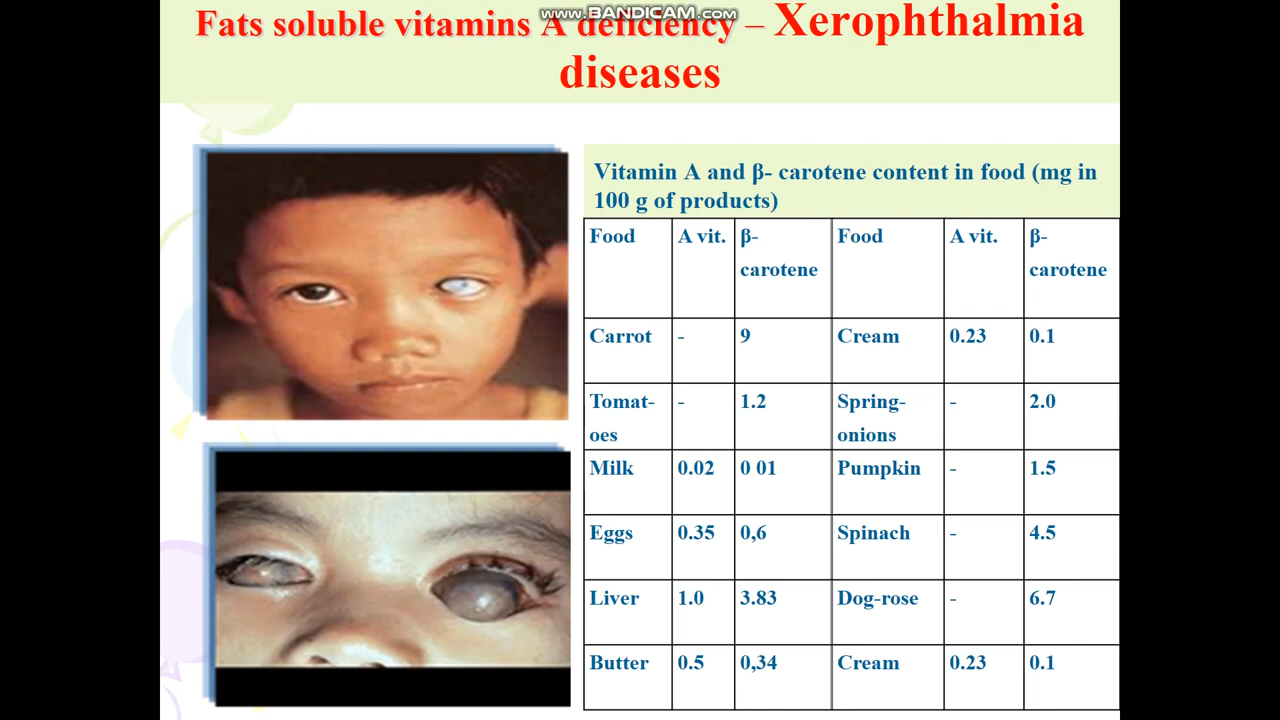 www.BANDICAM.com
Fats soluble vitamins A deficiency – Xerophthalmia
diseases
Vitamin A and β- carotene content in food (mg in
100 g of products)
Food A vit. β- carotene Food A vit. β- carotene
Carrot - 9 Cream 0.23 0.1
Tomat- oes - 1.2 Spring- onions - 2.0
Milk 0.02 0 01 Pumpkin - 1.5
Eggs 0.35 0,6 Spinach - 4.5
Liver 1.0 3.83 Dog-rose - 6.7
Butter 0.5 0,34 Cream 0.23 0.1